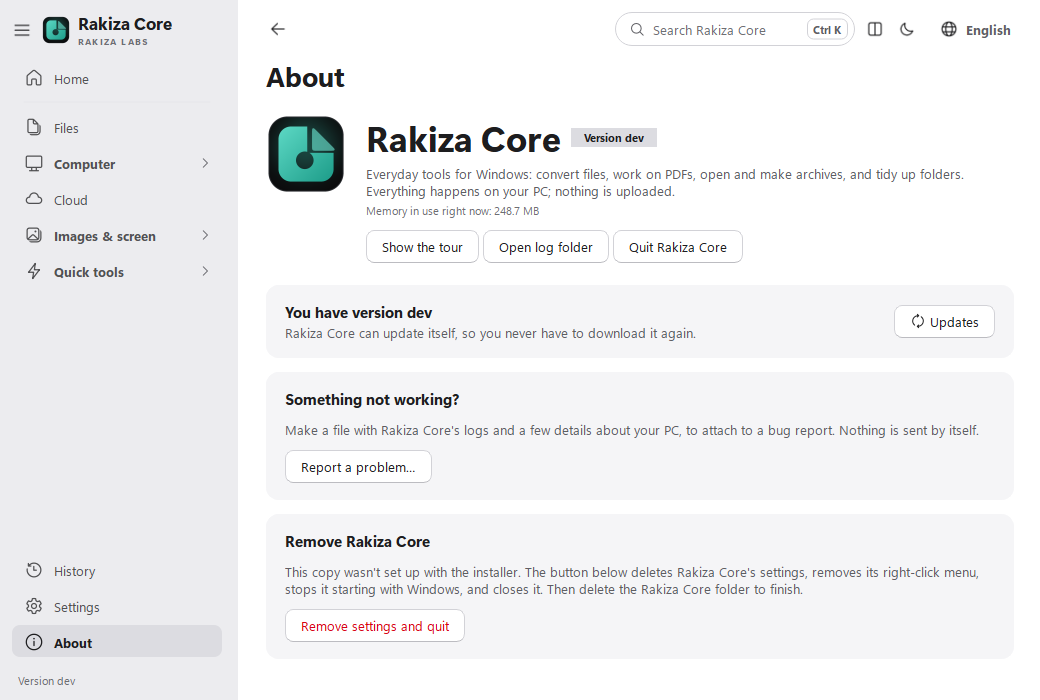 Rakiza Core
RAKIZA LABS
Home
Files
Computer
Cloud
Images & screen
Quick tools
History
Settings
About
Version dev
Search Rakiza Core
Ctrl K
English
About
Rakiza Core
Version dev
Everyday tools for Windows: convert files, work on PDFs, open and make archives, and tidy up folders.
Everything happens on your PC; nothing is uploaded.
Memory in use right now: 248.7 MB
Show the tour
Open log folder
Quit Rakiza Core
You have version dev
Rakiza Core can update itself, so you never have to download it again.
Updates
Something not working?
Make a file with Rakiza Core's logs and a few details about your PC, to attach to a bug report. Nothing is sent by itself.
Report a problem...
Remove Rakiza Core
This copy wasn't set up with the installer. The button below deletes Rakiza Core's settings, removes its right-click menu,
stops it starting with Windows, and closes it. Then delete the Rakiza Core folder to finish.
Remove settings and quit